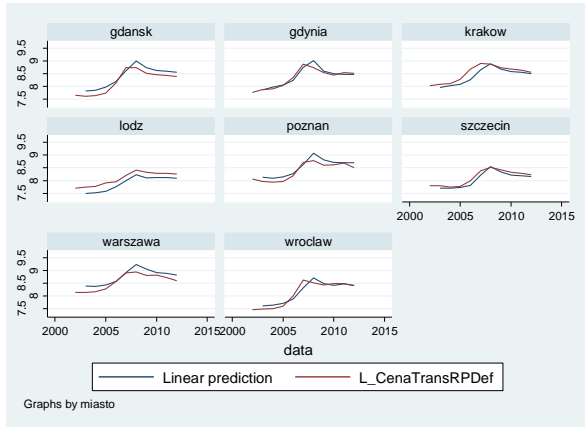 gdansk gdynia krakow
7.5 8 8.5 9 9.5
lodz poznan szczecin
7.5 8 8.5 9 9.5
2000 2005 2010 2015
warszawa wroclaw
7.5 8 8.5 9 9.5
2000 2005 2010 2015 2000 2005 2010 2015
data
Linear prediction L_CenaTransRPDef
Graphs by miasto